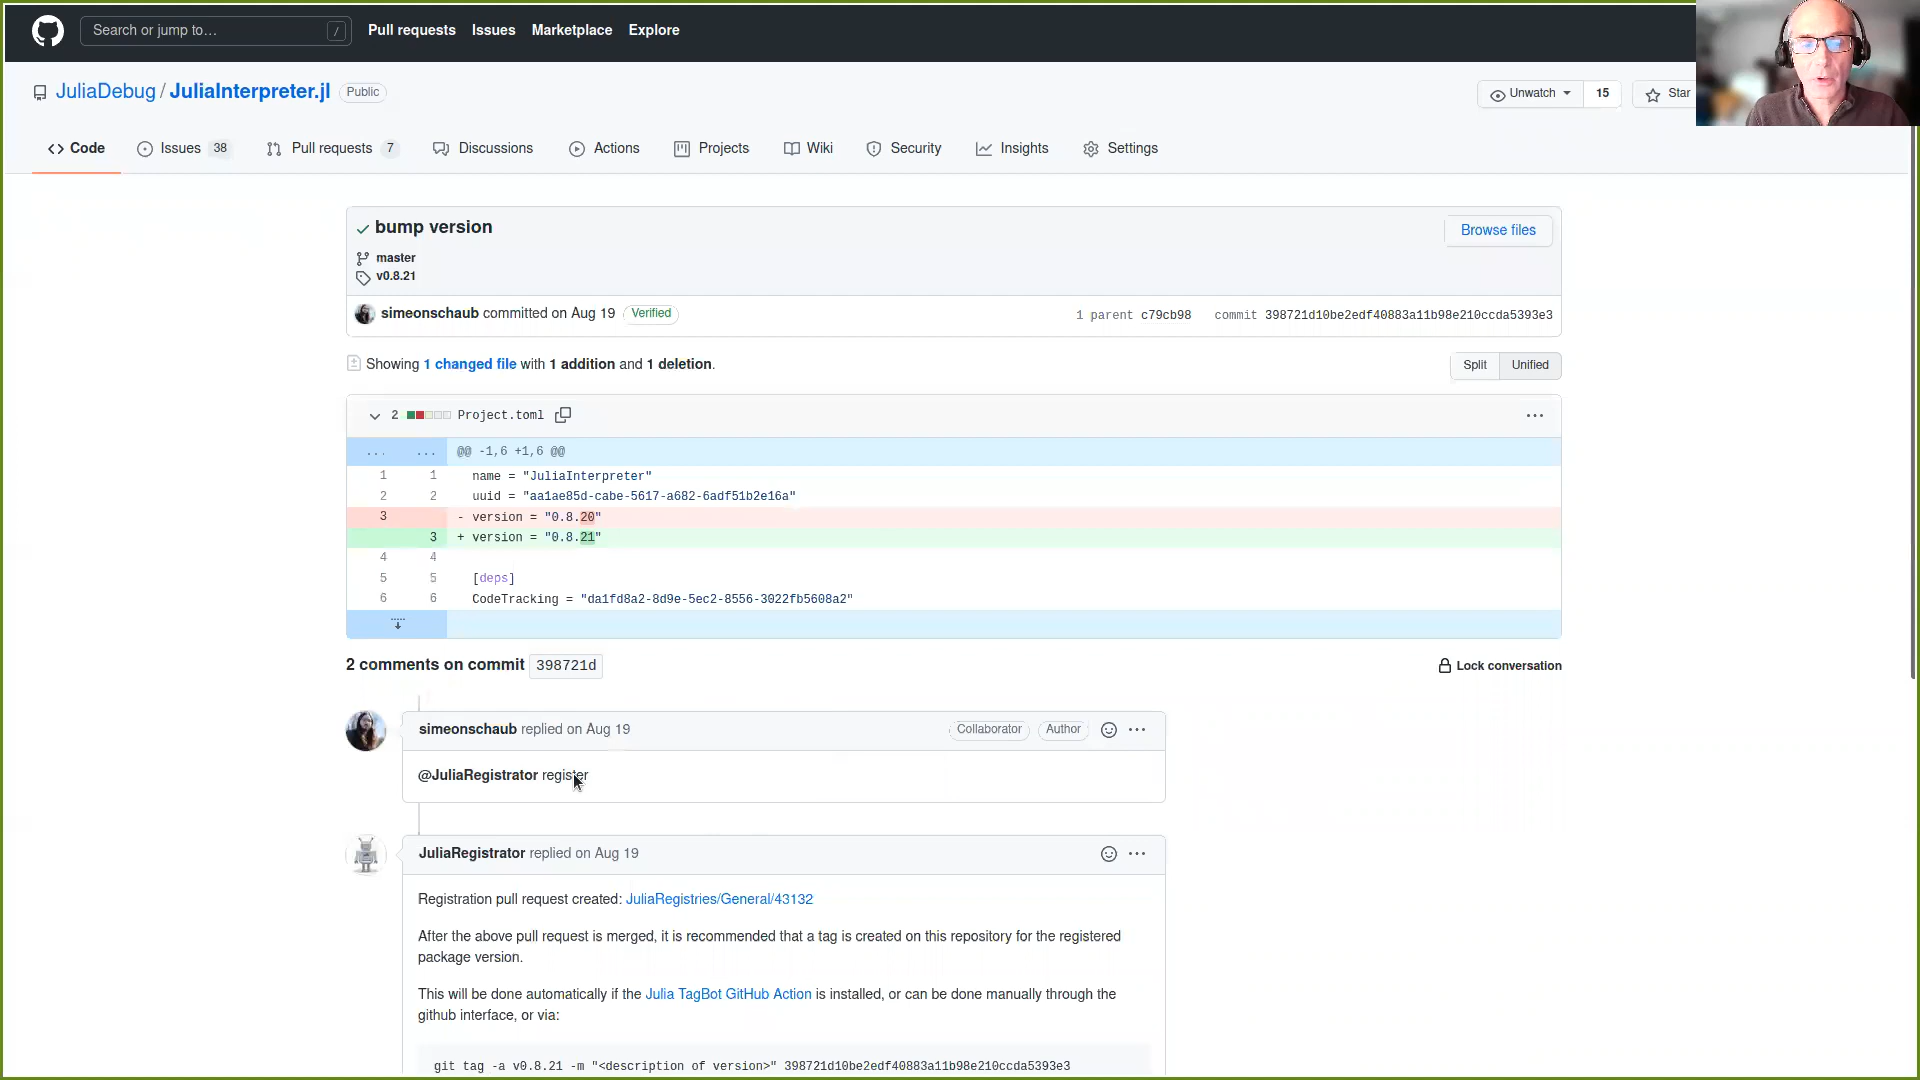 Search or jump to… / Pull requests Issues Marketplace Explore
JuliaDebug / JuliaInterpreter.jl Public Unwatch 15 Star
Code Issues 38 Pull requests 7 Discussions Actions Projects Wiki Security Insights Settings
bump version Browse files
master
v0.8.21
simeonschaub committed on Aug 19 Verified 1 parent c79cb98 commit 398721d10be2edf40883a11b98e210ccda5393e3
Showing 1 changed file with 1 addition and 1 deletion. Split Unified
2 Project.toml ...
... ... @@ -1,6 +1,6 @@
1 1 name = "JuliaInterpreter"
2 2 uuid = "aa1ae85d-cabe-5617-a682-6adf51b2e16a"
3 - version = "0.8.20"
3 + version = "0.8.21"
4 4
5 5 [deps]
6 6 CodeTracking = "da1fd8a2-8d9e-5ec2-8556-3022fb5608a2"
2 comments on commit 398721d Lock conversation
simeonschaub replied on Aug 19 Collaborator Author ...
@JuliaRegistrator register
JuliaRegistrator replied on Aug 19 ...
Registration pull request created: JuliaRegistries/General/43132
After the above pull request is merged, it is recommended that a tag is created on this repository for the registered
package version.
This will be done automatically if the Julia TagBot GitHub Action is installed, or can be done manually through the
github interface, or via:
git tag -a v0.8.21 -m "<description of version>" 398721d10be2edf40883a11b98e210ccda5393e3